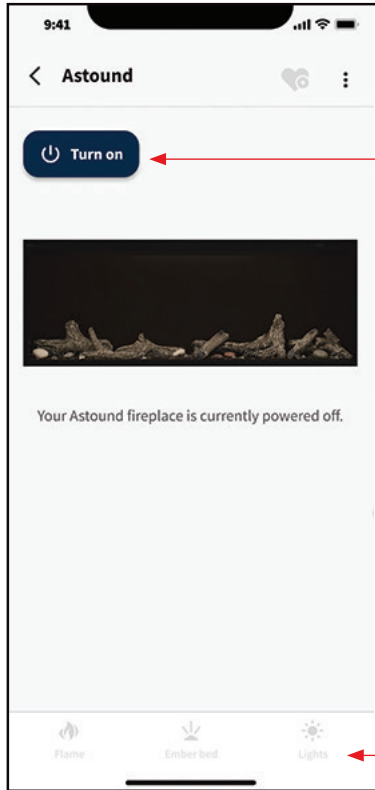 9:41
Astound
Turn on
Your Astound fireplace is currently powered off.
Flame Ember bed Lights